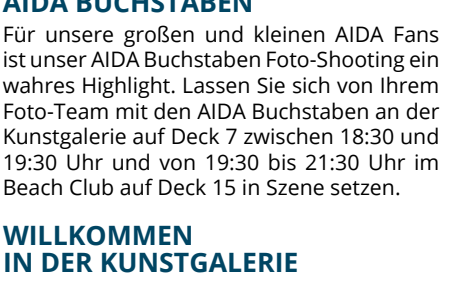 AIDA BUCHSTABEN
Für unsere großen und kleinen AIDA Fans
ist unser AIDA Buchstaben Foto-Shooting ein
wahres Highlight. Lassen Sie sich von Ihrem
Foto-Team mit den AIDA Buchstaben an der
Kunstgalerie auf Deck 7 zwischen 18:30 und
19:30 Uhr und von 19:30 bis 21:30 Uhr im
Beach Club auf Deck 15 in Szene setzen.
WILLKOMMEN
IN DER KUNSTGALERIE